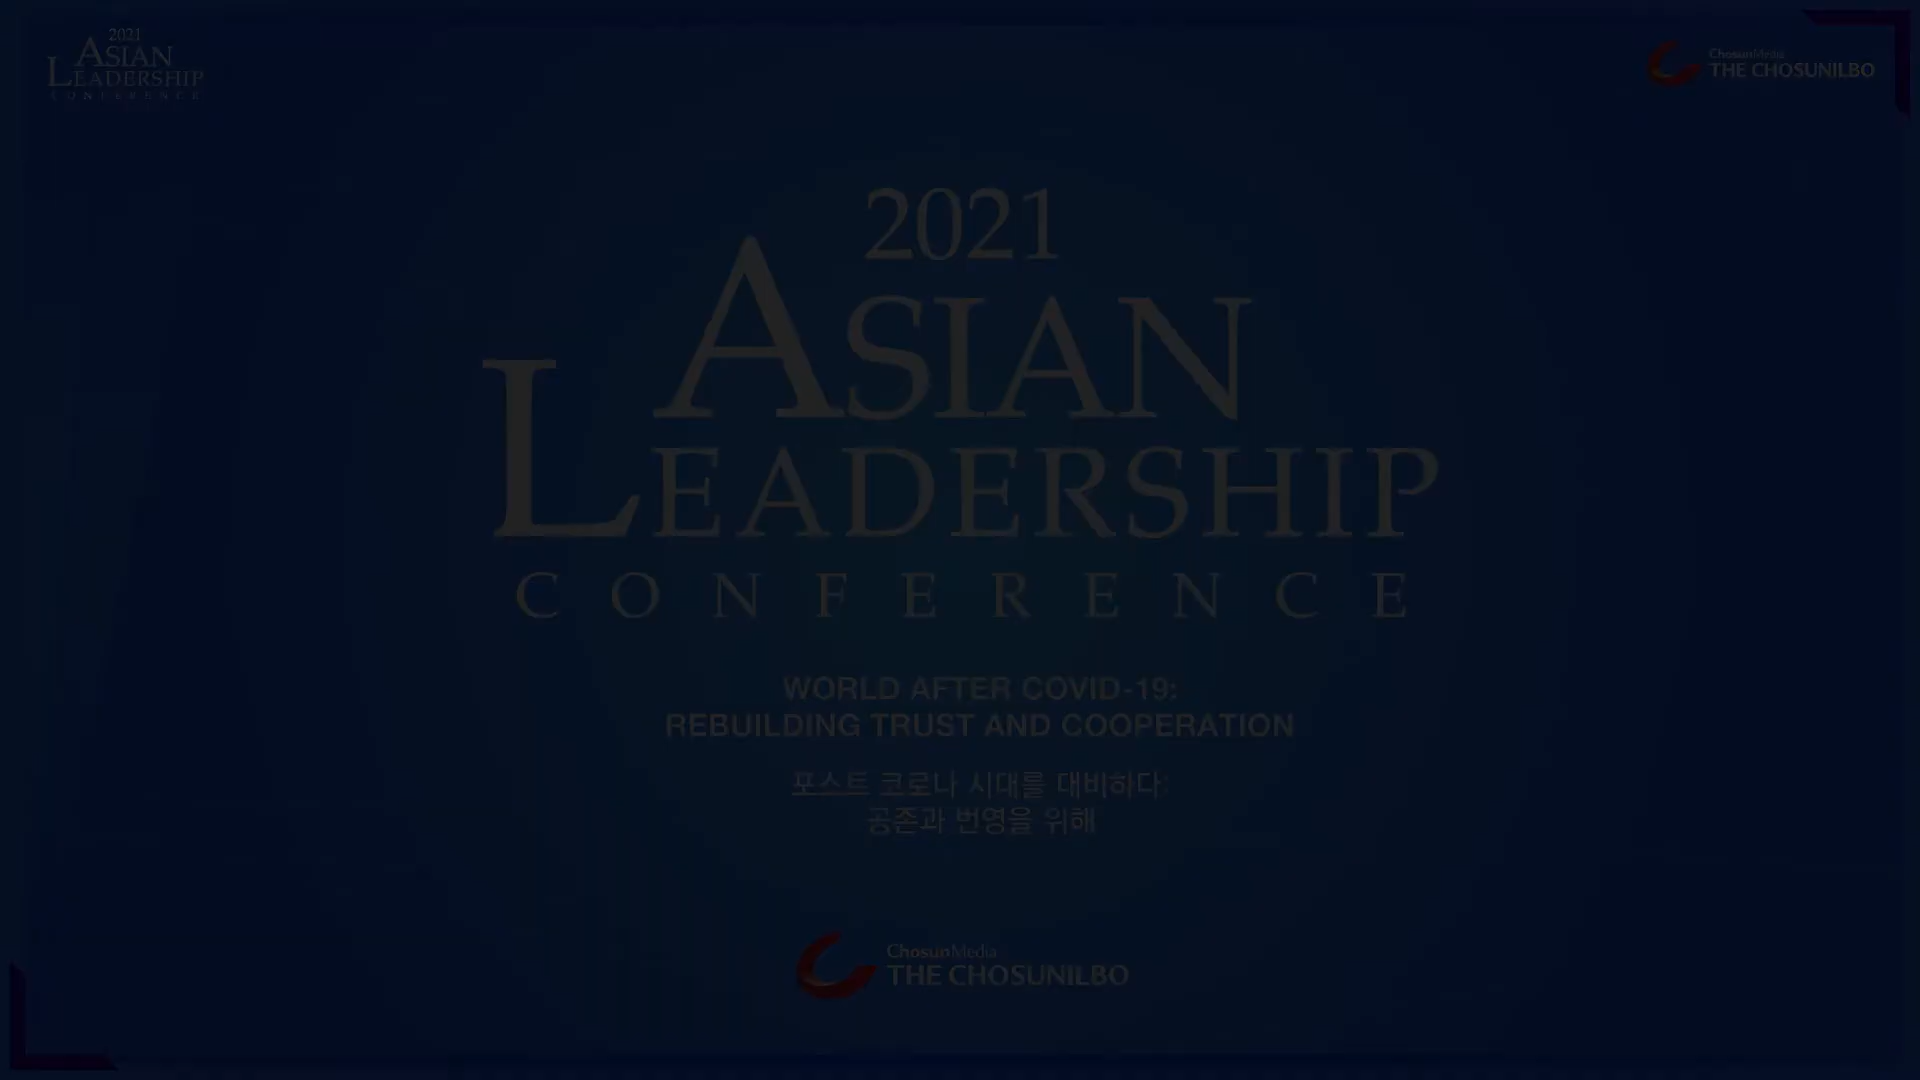 2021
ASIAN
LEADERSHIP
CONFERENCE
ChosunMedia
THE CHOSUNILBO
2021
ASIAN
LEADERSHIP
CONFERENCE
WORLD AFTER COVID-19:
REBUILDING TRUST AND COOPERATION
포스트 코로나 시대를 대비하다:
공존과 번영을 위해
ChosunMedia
THE CHOSUNILBO